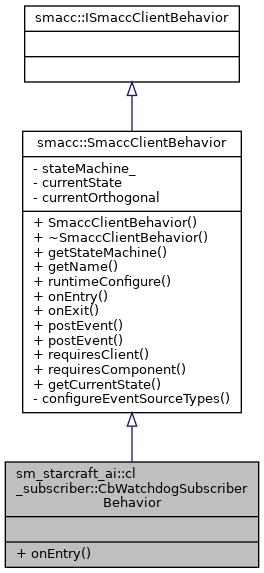 smacc::ISmaccClientBehavior
smacc::SmaccClientBehavior
- stateMachine_
- currentState
- currentOrthogonal
+ SmaccClientBehavior()
+ ~SmaccClientBehavior()
+ getStateMachine()
+ getName()
+ runtimeConfigure()
+ onEntry()
+ onExit()
+ postEvent()
+ postEvent()
+ requiresClient()
+ requiresComponent()
+ getCurrentState()
- configureEventSourceTypes()
sm_starcraft_ai::cl
_subscriber::CbWatchdogSubscriber
Behavior
+ onEntry()